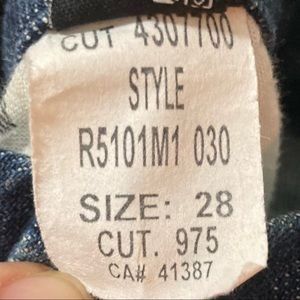 CUT 4307700
STYLE
R5101M1 030
SIZE: 28
CUT. 975
CA# 41387